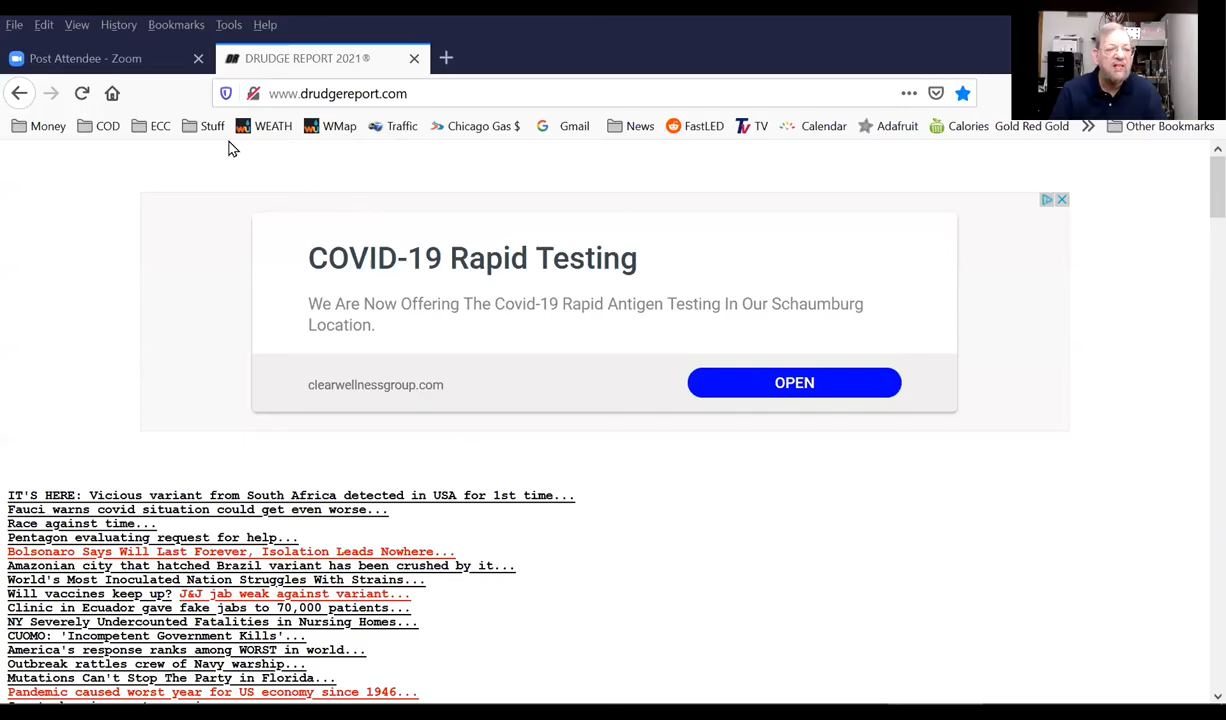 File Edit View History Bookmarks Tools Help
Post Attendee - Zoom
DRUDGE REPORT 2021®
www.drudgereport.com
Money COD ECC Stuff WEATH WMap Traffic Chicago Gas $ Gmail News FastLED TV Calendar Adafruit Calories Gold Red Gold Other Bookmarks
COVID-19 Rapid Testing
We Are Now Offering The Covid-19 Rapid Antigen Testing In Our Schaumburg
Location.
clearwellnessgroup.com
OPEN
IT'S HERE: Vicious variant from South Africa detected in USA for 1st time...
Fauci warns covid situation could get even worse...
Race against time...
Pentagon evaluating request for help...
Bolsonaro Says Will Last Forever, Isolation Leads Nowhere...
Amazonian city that hatched Brazil variant has been crushed by it...
World's Most Inoculated Nation Struggles With Strains...
Will vaccines keep up? J&J jab weak against variant...
Clinic in Ecuador gave fake jabs to 70,000 patients...
NY Severely Undercounted Fatalities in Nursing Homes...
CUOMO: 'Incompetent Government Kills'...
America's response ranks among WORST in world...
Outbreak rattles crew of Navy warship...
Mutations Can't Stop The Party in Florida...
Pandemic caused worst year for US economy since 1946...